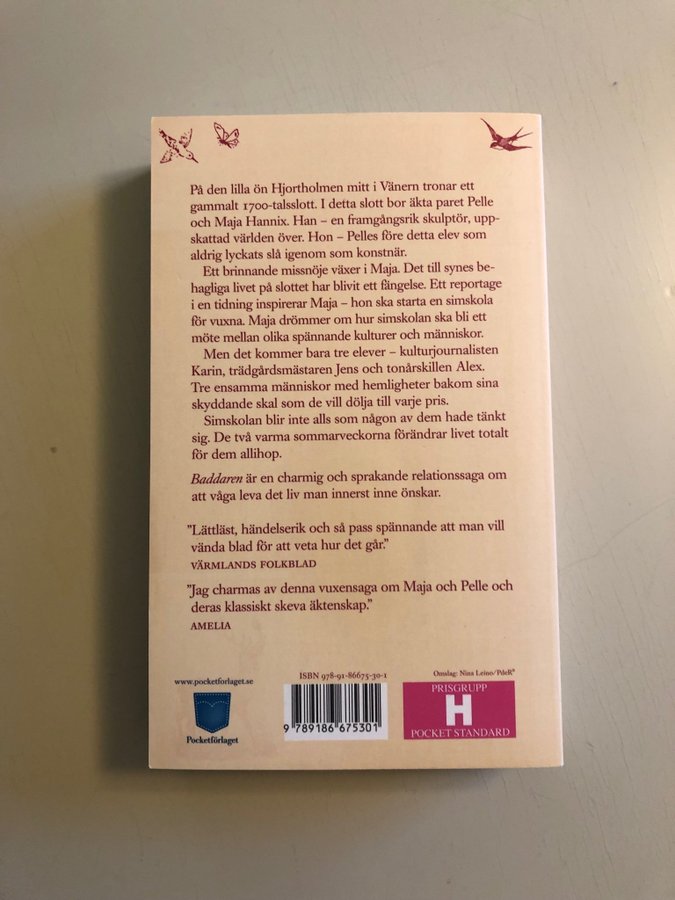 På den lilla ön Hjortholmen mitt i Vänern tronar ett
gammalt 1700-talsslott. I detta slott bor äkta paret Pelle
och Maja Hannix. Han – en framgångsrik skulptör, upp-
skattad världen över. Hon – Pelles före detta elev som
aldrig lyckats slå igenom som konstnär.
Ett brinnande missnöje växer i Maja. Det till synes be-
hagliga livet på slottet har blivit ett fängelse. Ett reportage
i en tidning inspirerar Maja – hon ska starta en simskola
för vuxna. Maja drömmer om hur simskolan ska bli ett
möte mellan olika spännande kulturer och människor.
Men det kommer bara tre elever – kulturjournalisten
Karin, trädgårdsmästaren Jens och tonårskillen Alex.
Tre ensamma människor med hemligheter bakom sina
skyddande skal som de vill dölja till varje pris.
Simskolan blir inte alls som någon av dem hade tänkt
sig. De två varma sommarveckorna förändrar livet totalt
för dem allihop.
Baddaren är en charmig och sprakande relationssaga om
att våga leva det liv man innerst inne önskar.
”Lättläst, händelserik och så pass spännande att man vill
vända blad för att veta hur det går.”
VÄRMLANDS FOLKBLAD
”Jag charmas av denna vuxensaga om Maja och Pelle och
deras klassiskt skeva äktenskap.”
AMELIA
www.pocketforlaget.se
Pocketförlaget
ISBN 978-91-86675-30-1
9 789186 675301
Omslag: Nina Leino/PdeR®
PRISGRUPP
H
POCKET STANDARD